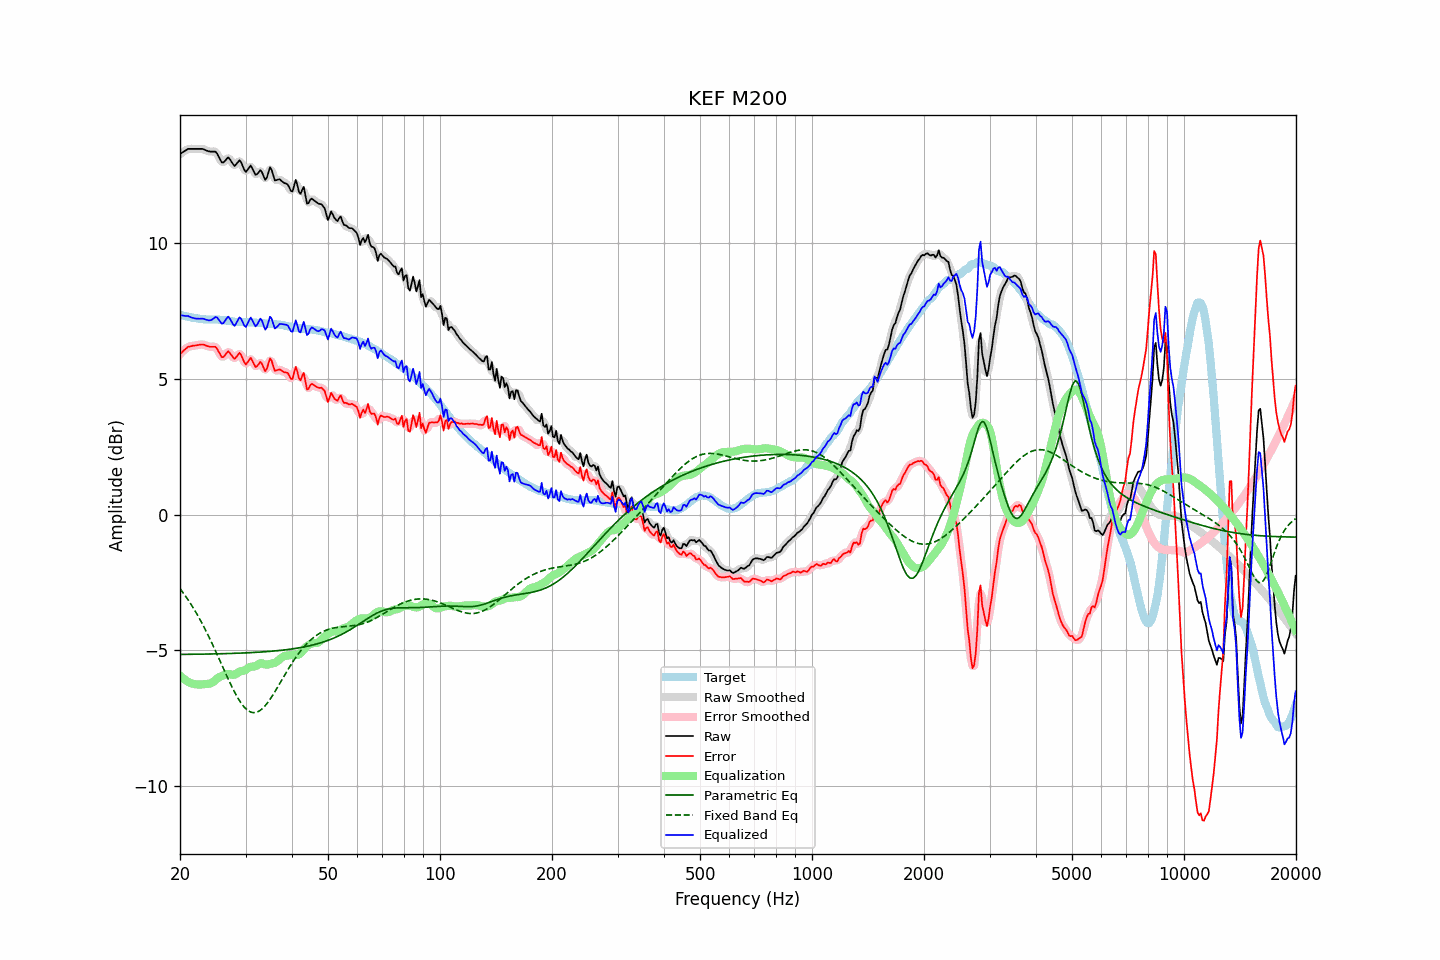 KEF M200
Amplitude (dBr)
10
5
0
−5
−10
Target
Raw Smoothed
Error Smoothed
Raw
Error
Equalization
Parametric Eq
Fixed Band Eq
Equalized
20 50 100 200 500 1000 2000 5000 10000 20000
Frequency (Hz)